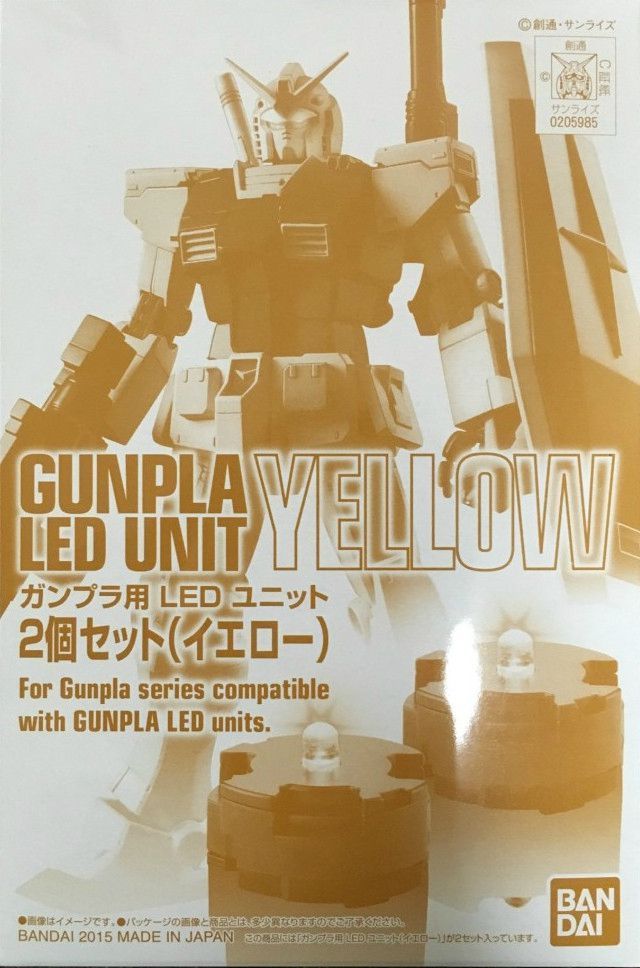 ©創通・サンライズ
創通
サンライズ
0205985
GUNPLA
LED UNIT
YELLOW
ガンプラ用 LED ユニット
2個セット(イエロー)
For Gunpla series compatible
with GUNPLA LED units.
●画像はイメージです。●パッケージの画像と商品とは、多少異なりますのでご了承ください。
BANDAI 2015 MADE IN JAPAN この商品には「ガンプラ用 LED ユニット(イエロー)」が2セット入っています。
BAN
DAI